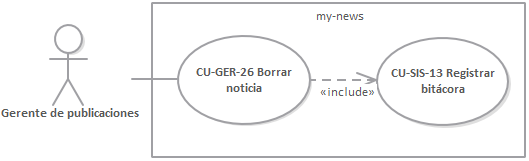 my-news
CU-GER-26 Borrar
noticia
CU-SIS-13 Registrar
bitácora
«include»
Gerente de publicaciones